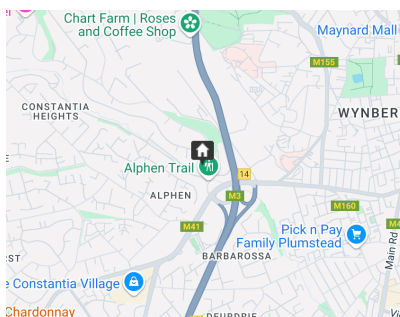 Chart Farm | Roses
and Coffee Shop
Maynard Mall
M155
CONSTANTIA
HEIGHTS
WYNBER
Alphen Trail
14
ALPHEN
M3
M160
M41
Pick n Pay
Family Plumstead
Main Rd
BARBAROSSA
e Constantia Village
Chardonnay